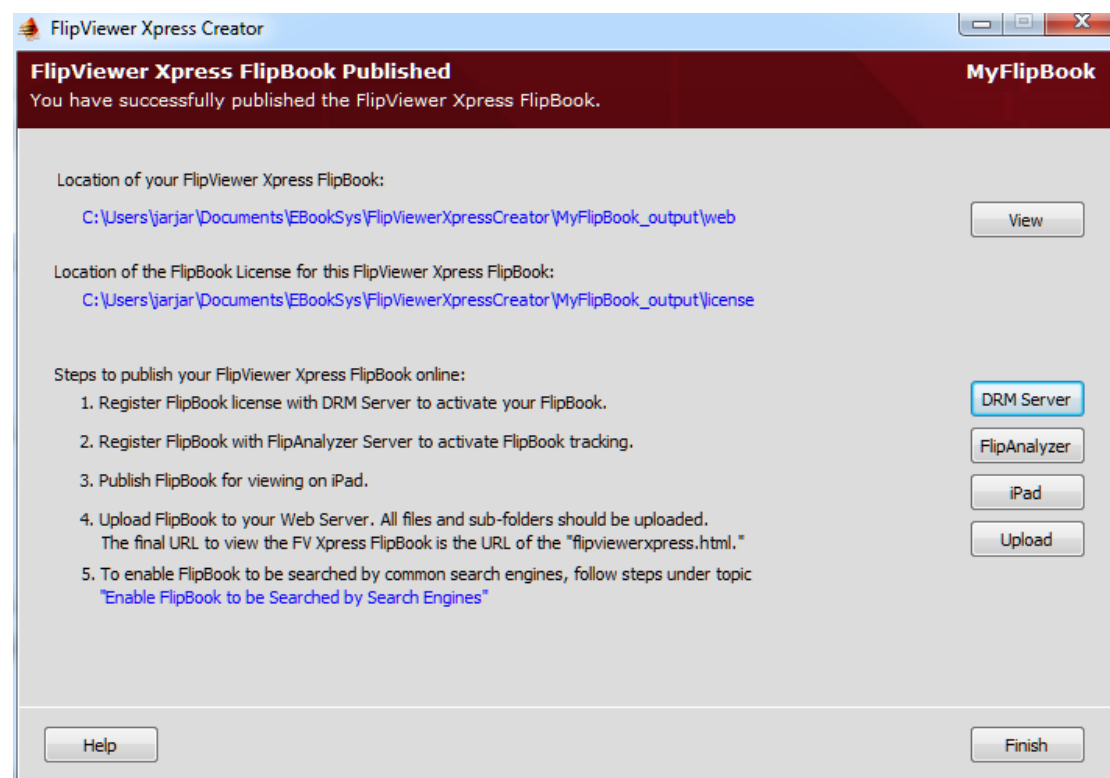 FlipViewer Xpress Creator
FlipViewer Xpress FlipBook Published
MyFlipBook
You have successfully published the FlipViewer Xpress FlipBook.
Location of your FlipViewer Xpress FlipBook:
C:\Users\jarjar\Documents\EBookSys\FlipViewerXpressCreator\MyFlipBook_output\web
View
Location of the FlipBook License for this FlipViewer Xpress FlipBook:
C:\Users\jarjar\Documents\EBookSys\FlipViewerXpressCreator\MyFlipBook_output\license
Steps to publish your FlipViewer Xpress FlipBook online:
1. Register FlipBook license with DRM Server to activate your FlipBook.
DRM Server
2. Register FlipBook with FlipAnalyzer Server to activate FlipBook tracking.
FlipAnalyzer
3. Publish FlipBook for viewing on iPad.
iPad
4. Upload FlipBook to your Web Server. All files and sub-folders should be uploaded.
The final URL to view the FV Xpress FlipBook is the URL of the "flipviewerxpress.html."
Upload
5. To enable FlipBook to be searched by common search engines, follow steps under topic
"Enable FlipBook to be Searched by Search Engines"
Help
Finish